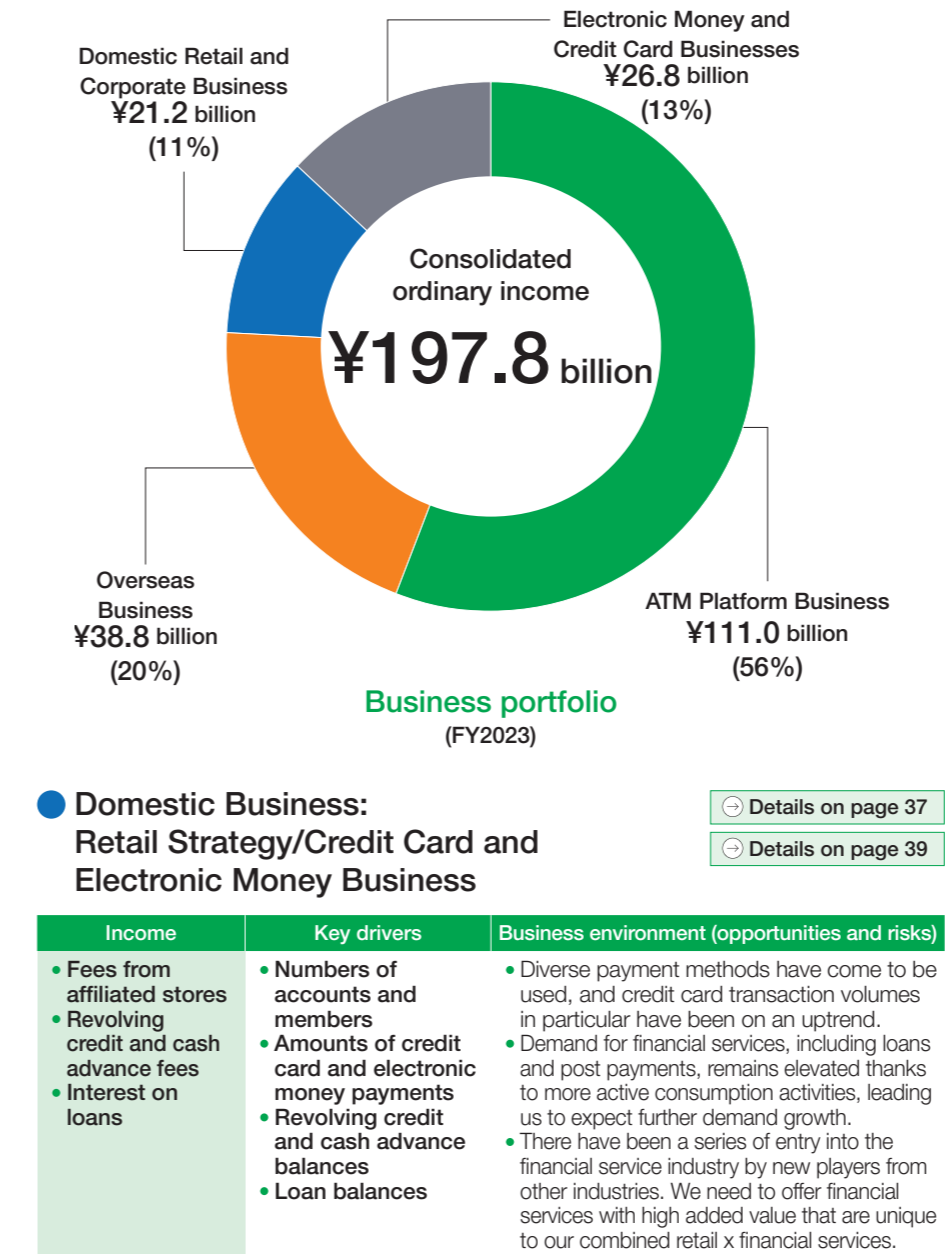 Electronic Money and
Credit Card Businesses
¥26.8 billion
(13%)
Domestic Retail and
Corporate Business
¥21.2 billion
(11%)
Consolidated
ordinary income
¥197.8 billion
Overseas
Business
¥38.8 billion
(20%)
ATM Platform Business
¥111.0 billion
(56%)
Business portfolio
(FY2023)
Domestic Business:
Retail Strategy/Credit Card and
Electronic Money Business
Details on page 37
Details on page 39
Income
• Fees from
affiliated stores
• Revolving
credit and cash
advance fees
• Interest on
loans
Key drivers
• Numbers of
accounts and
members
• Amounts of credit
card and electronic
money payments
• Revolving credit
and cash advance
balances
• Loan balances
Business environment (opportunities and risks)
• Diverse payment methods have come to be
used, and credit card transaction volumes
in particular have been on an uptrend.
• Demand for financial services, including loans
and post payments, remains elevated thanks
to more active consumption activities, leading
us to expect further demand growth.
• There have been a series of entry into the
financial service industry by new players from
other industries. We need to offer financial
services with high added value that are unique
to our combined retail x financial services.